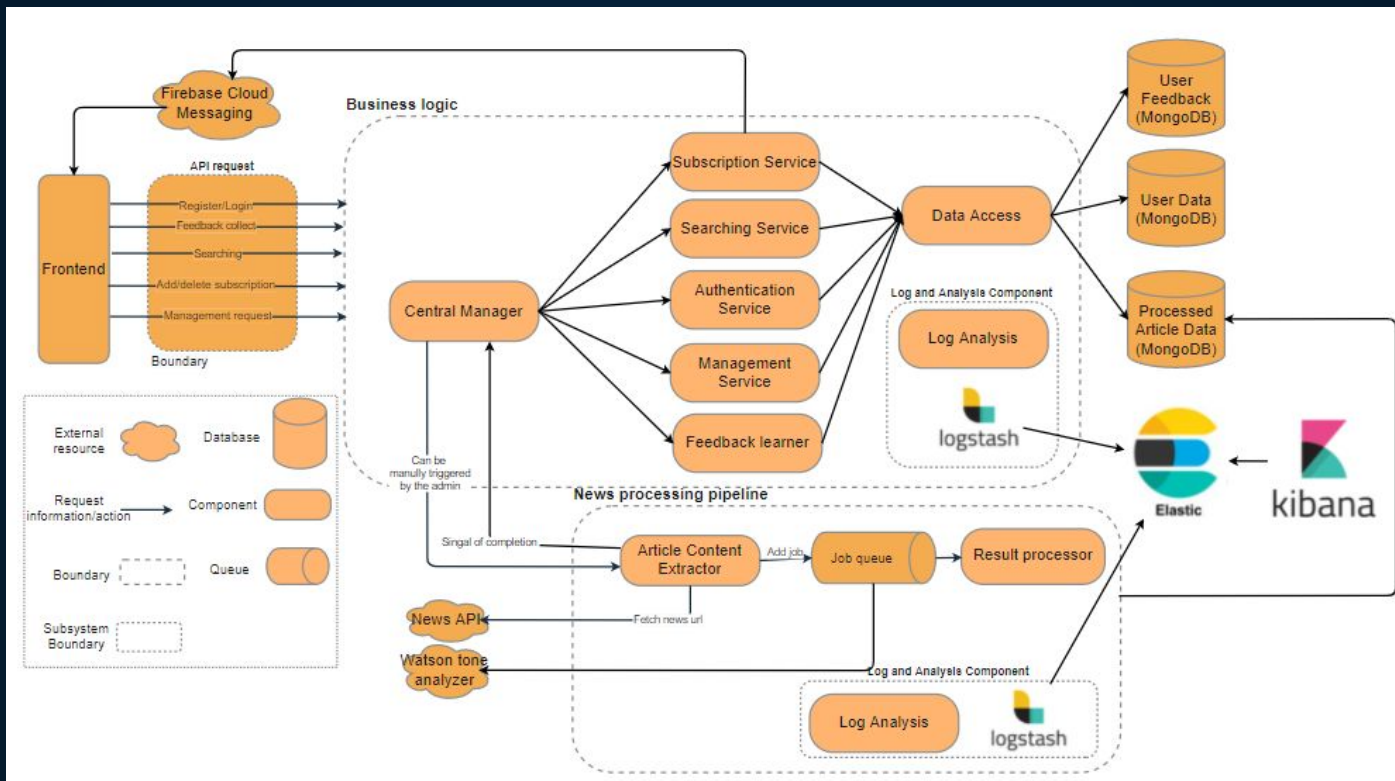 Firebase Cloud
Messaging
Business logic
API request
Frontend
Register/Login
Feedback collect
Searching
Add/delete subscription
Management request
Boundary
Central Manager
Subscription Service
Searching Service
Authentication
Service
Management
Service
Feedback learner
Data Access
Log and Analysis Component
Log Analysis
logstash
User
Feedback
(MongoDB)
User Data
(MongoDB)
Processed
Article Data
(MongoDB)
Elastic
kibana
External
resource
Database
Request
information/action
Component
Boundary
Queue
Subsystem
Boundary
Can be
manully triggered
by the admin
News processing pipeline
Singal of completion
Article Content
Extractor
Add job
Job queue
Result processor
News API
Fetch news url
Watson tone
analyzer
Log and Analysis Component
Log Analysis
logstash